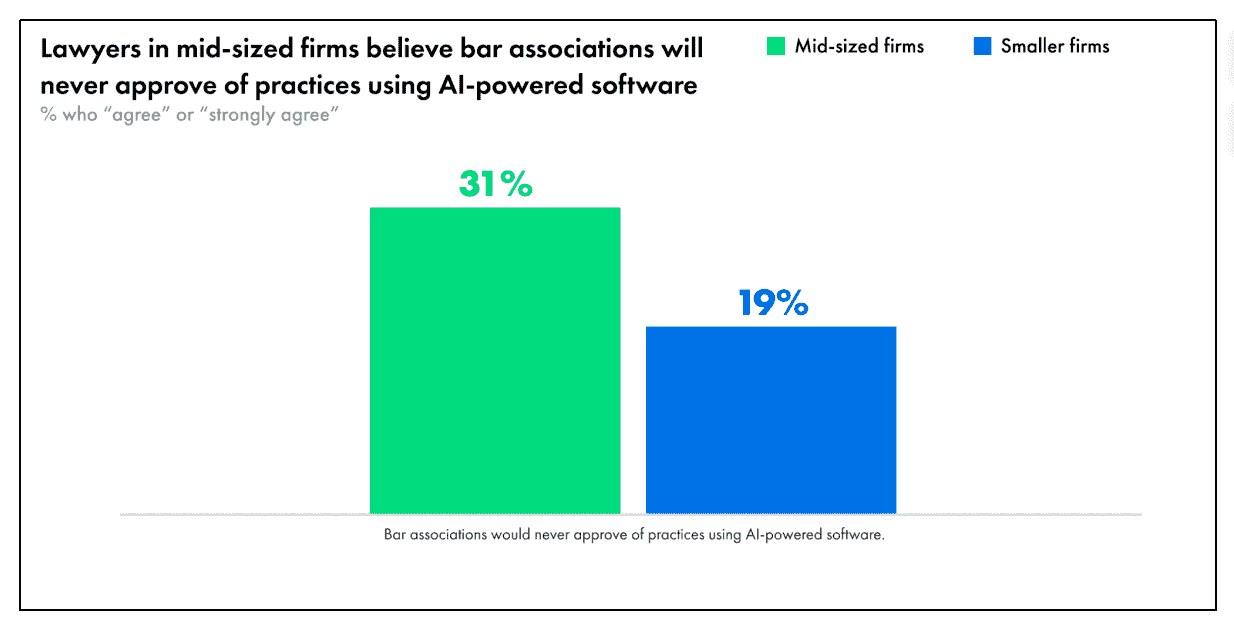 Lawyers in mid-sized firms believe bar associations will
never approve of practices using AI-powered software
% who “agree” or “strongly agree”
Mid-sized firms
Smaller firms
31%
19%
Bar associations would never approve of practices using AI-powered software.